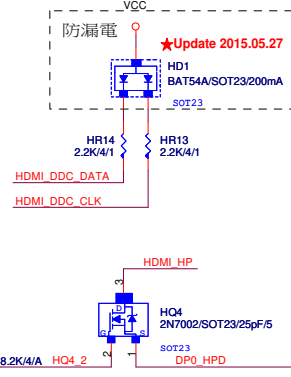 VCC
防漏電
★Update 2015.05.27
HD1
BAT54A/SOT23/200mA
SOT23
HR14
2.2K/4/1
HR13
2.2K/4/1
HDMI_DDC_DATA
HDMI_DDC_CLK
HDMI_HP
3
D
HQ4
2N7002/SOT23/25pF/5
G
S
SOT23
2
1
8.2K/4/A
HQ4_2
DP0_HPD